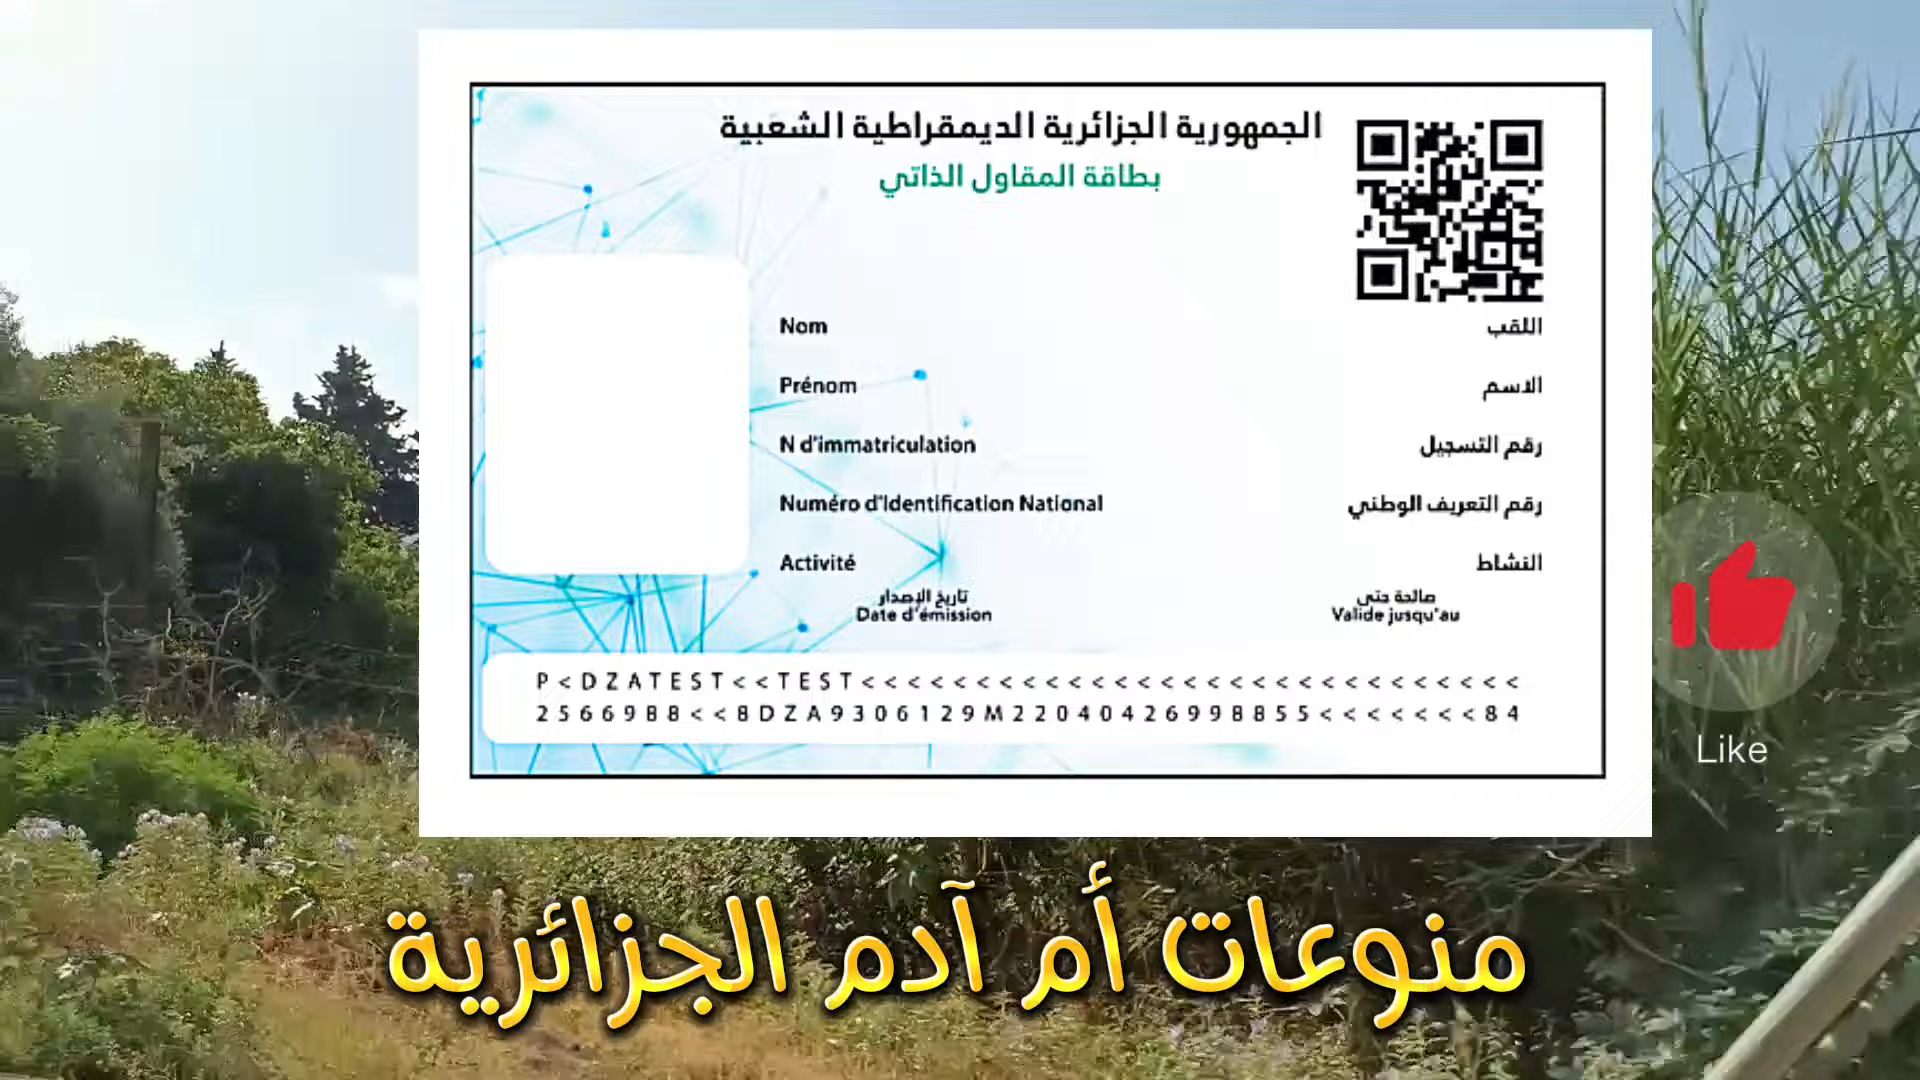 الجمهورية الجزائرية الديمقراطية الشعبية
بطاقة المقاول الذاتي
Nom اللقب
Prénom الاسم
N d'immatriculation رقم التسجيل
Numéro d'Identification National رقم التعريف الوطني
Activité النشاط
تاريخ الإصدار صالحة حتى
Date d'émission Valide jusqu'au
P<DZATEST<<TEST<<<<<<<<<<<<<<<<<<<<<<<<<<<<<
2566988<<8DZA9306129M22040426998855<<<<<<<84
Like
منوعات أم آدم الجزائرية